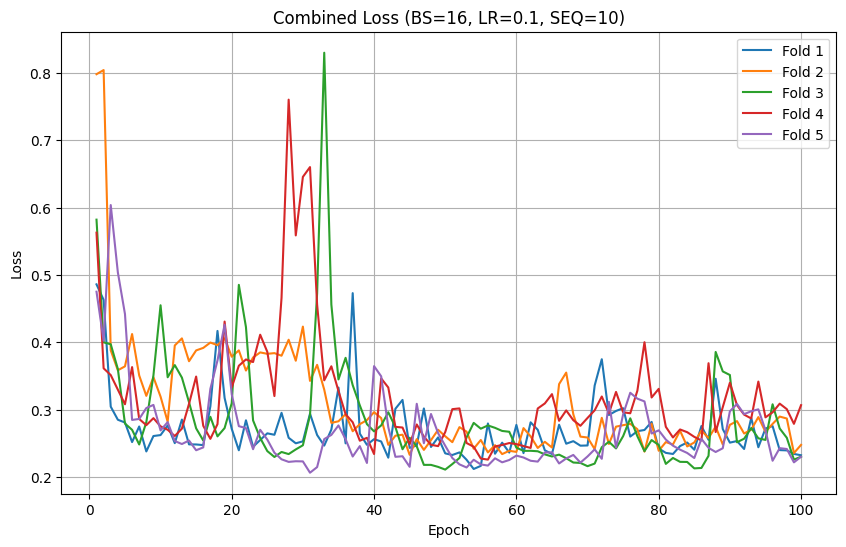 Combined Loss (BS=16, LR=0.1, SEQ=10)
Fold 1
Fold 2
Fold 3
Fold 4
Fold 5
Loss
0.8
0.7
0.6
0.5
0.4
0.3
0.2
0 20 40 60 80 100
Epoch